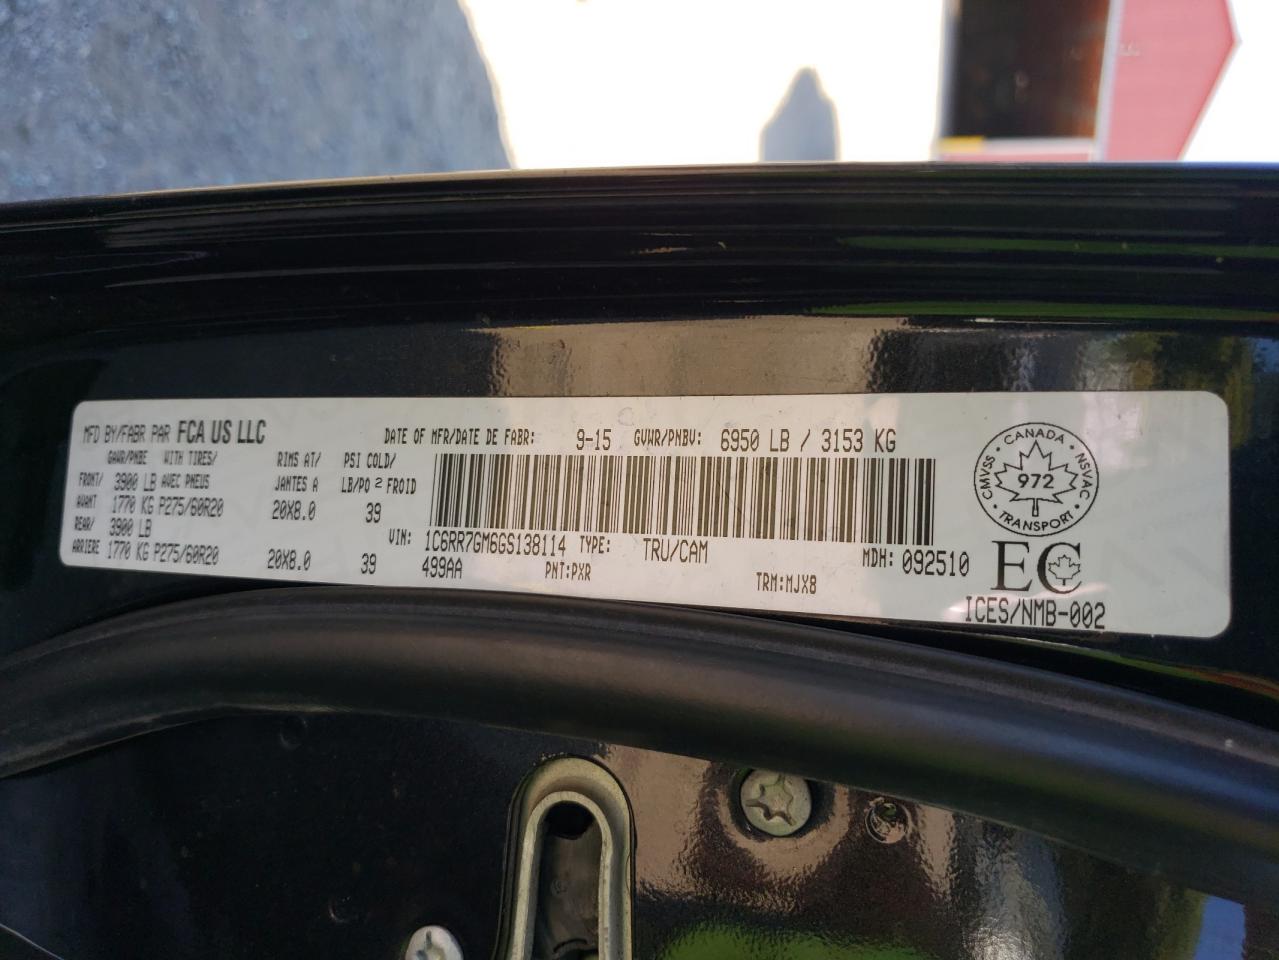 MFD BY/FABR PAR FCA US LLC DATE OF MFR/DATE DE FABR: 9-15 GVWR/PNBV: 6950 LB / 3153 KG
GAWR/PNBE WITH TIRES/ RIMS AT/ PSI COLD/
FRONT/ 3900 LB AVEC PNEUS JANTES A LB/PO² FROID
AVANT 1770 KG P275/60R20 20X8.0 39
REAR/ 3900 LB
ARRIERE 1770 KG P275/60R20 20X8.0 39
VIN: 1C6RR7GM6GS138114 TYPE: TRU/CAM MDH: 092510
499AA PNT:PXR TRM:MJX8
CANADA
CMVSS 972 NSVAC
TRANSPORT
EC
ICES/NMB-002